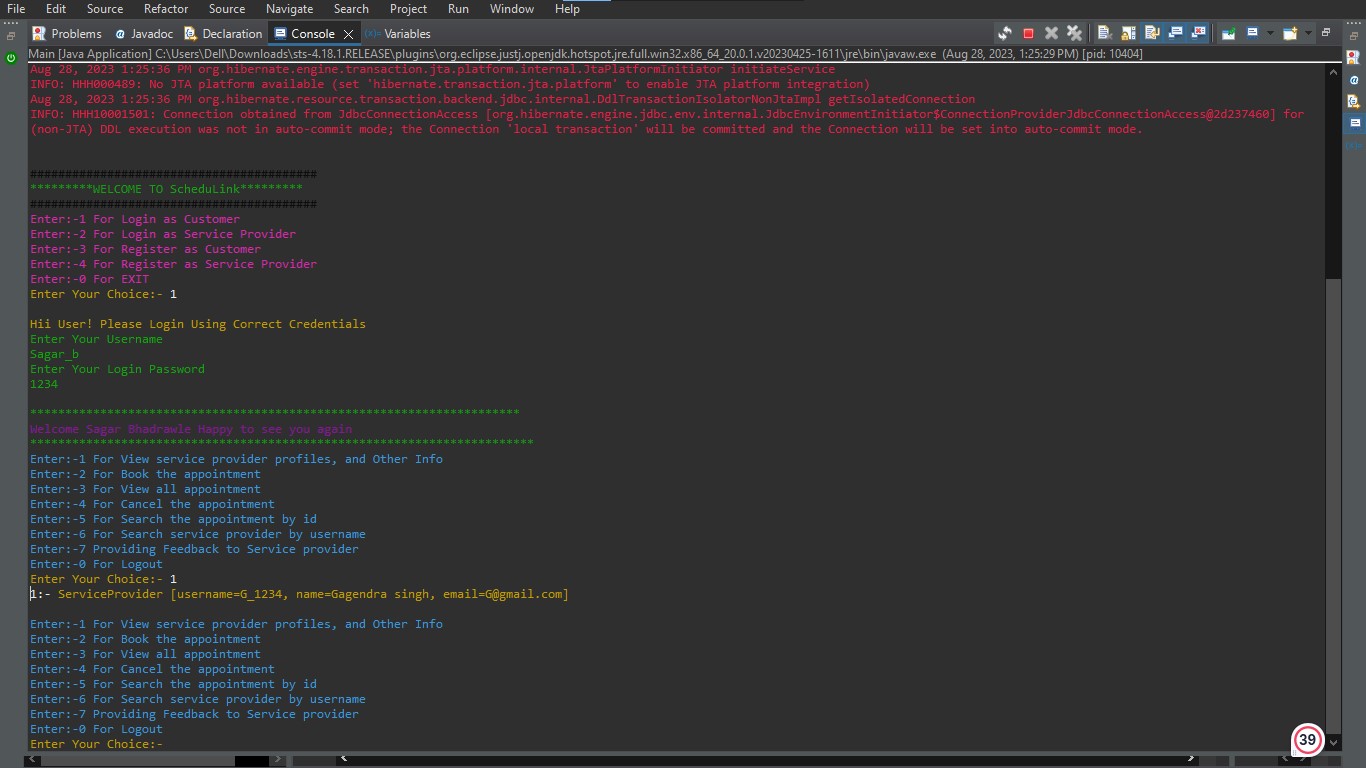 File Edit Source Refactor Source Navigate Search Project Run Window Help
Problems Javadoc Declaration Console Variables
Main [Java Application] C:\Users\Dell\Downloads\sts-4.18.1.RELEASE\plugins\org.eclipse.justj.openjdk.hotspot.jre.full.win32.x86_64_20.0.1.v20230425-1611\jre\bin\javaw.exe (Aug 28, 2023, 1:25:29 PM) [pid: 10404]
Aug 28, 2023 1:25:36 PM org.hibernate.engine.transaction.jta.platform.internal.JtaPlatformInitiator initiateService
INFO: HHH000489: No JTA platform available (set 'hibernate.transaction.jta.platform' to enable JTA platform integration)
Aug 28, 2023 1:25:36 PM org.hibernate.resource.transaction.backend.jdbc.internal.DdlTransactionIsolatorNonJtaImpl getIsolatedConnection
INFO: HHH10001501: Connection obtained from JdbcConnectionAccess [org.hibernate.engine.jdbc.env.internal.JdbcEnvironmentInitiator$ConnectionProviderJdbcConnectionAccess@2d237460] for
(non-JTA) DDL execution was not in auto-commit mode; the Connection 'local transaction' will be committed and the Connection will be set into auto-commit mode.
#########################################
*********WELCOME TO ScheduLink*********
#########################################
Enter:-1 For Login as Customer
Enter:-2 For Login as Service Provider
Enter:-3 For Register as Customer
Enter:-4 For Register as Service Provider
Enter:-0 For EXIT
Enter Your Choice:- 1
Hii User! Please Login Using Correct Credentials
Enter Your Username
Sagar_b
Enter Your Login Password
1234
**********************************************************************
Welcome Sagar Bhadrawle Happy to see you again
************************************************************************
Enter:-1 For View service provider profiles, and Other Info
Enter:-2 For Book the appointment
Enter:-3 For View all appointment
Enter:-4 For Cancel the appointment
Enter:-5 For Search the appointment by id
Enter:-6 For Search service provider by username
Enter:-7 Providing Feedback to Service provider
Enter:-0 For Logout
Enter Your Choice:- 1
1:- ServiceProvider [username=G_1234, name=Gagendra singh, email=G@gmail.com]
Enter:-1 For View service provider profiles, and Other Info
Enter:-2 For Book the appointment
Enter:-3 For View all appointment
Enter:-4 For Cancel the appointment
Enter:-5 For Search the appointment by id
Enter:-6 For Search service provider by username
Enter:-7 Providing Feedback to Service provider
Enter:-0 For Logout
Enter Your Choice:-
39